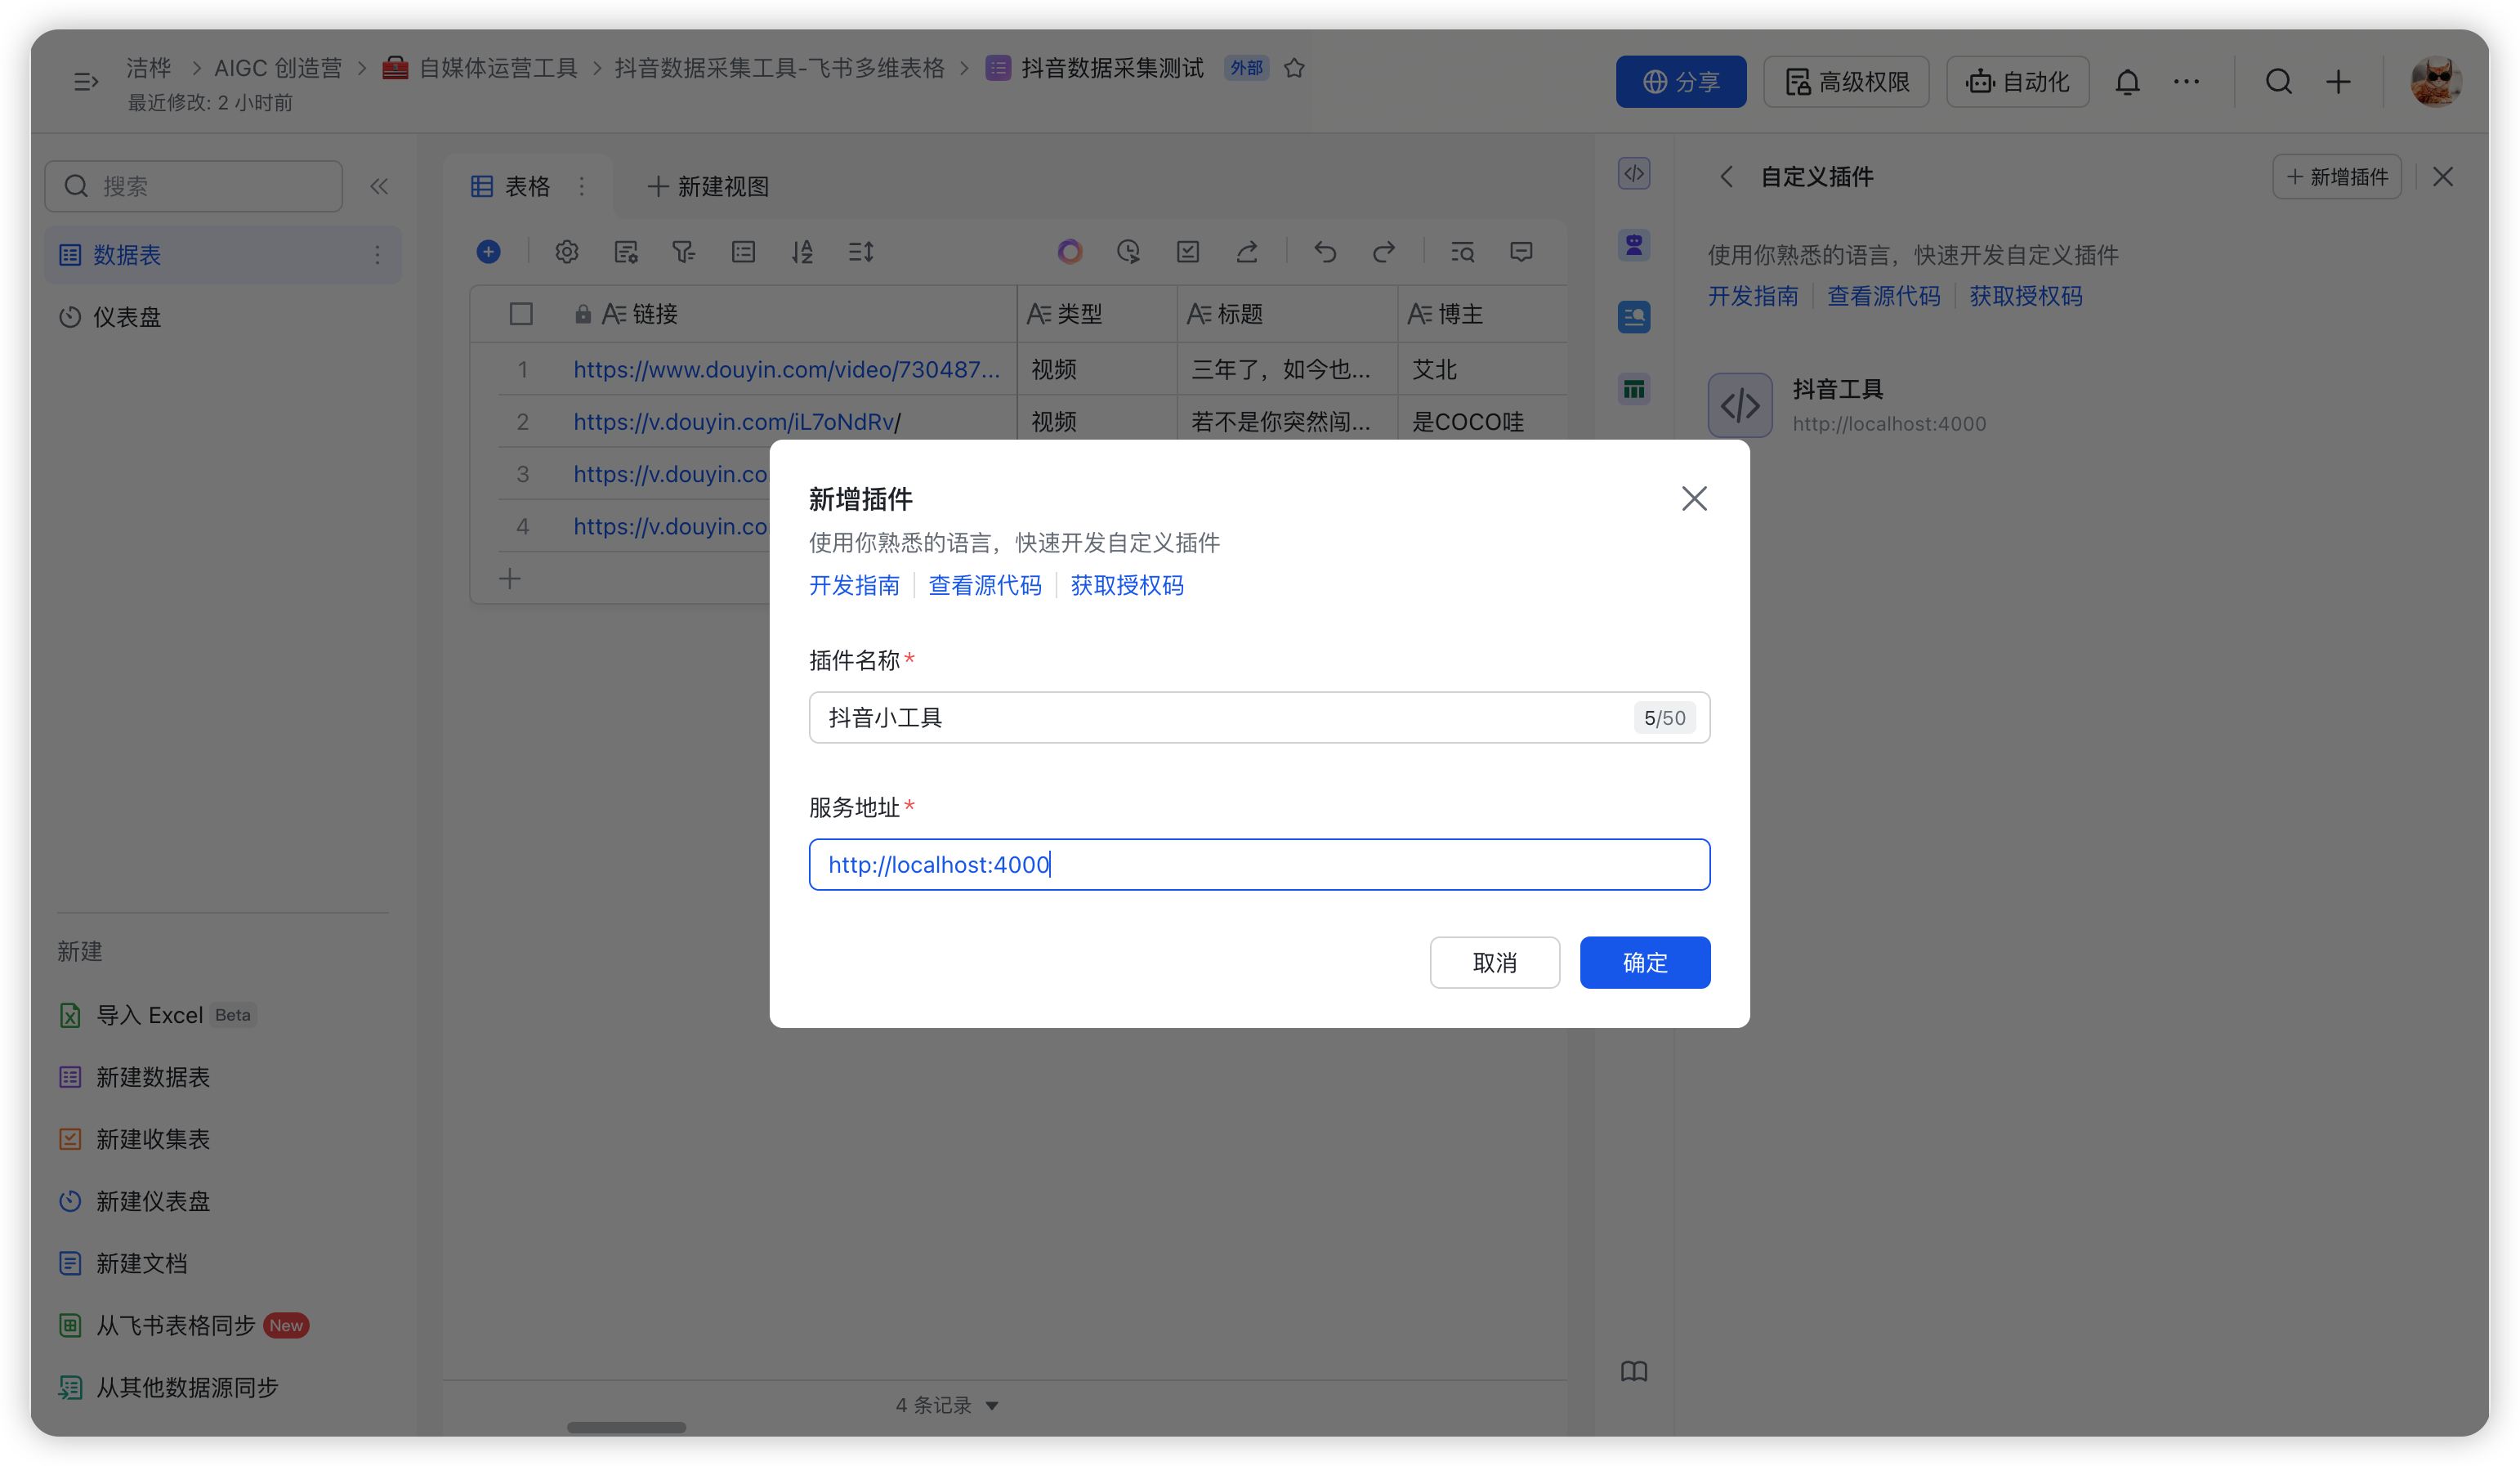 洁桦 > AIGC 创造营 > 自媒体运营工具 > 抖音数据采集工具-飞书多维表格 > 抖音数据采集测试 外部
最近修改: 2 小时前
分享
高级权限
自动化
搜索
数据表
仪表盘
新建
导入 Excel Beta
新建数据表
新建收集表
新建仪表盘
新建文档
从飞书表格同步 New
从其他数据源同步
表格
新建视图
链接 类型 标题 博主
1 https://www.douyin.com/video/730487... 视频 三年了，如今也... 艾北
2 https://v.douyin.com/iL7oNdRv/ 视频 若不是你突然闯... 是COCO哇
3 https://v.douyin.co
4 https://v.douyin.co
4 条记录
新增插件
使用你熟悉的语言，快速开发自定义插件
开发指南 查看源代码 获取授权码
插件名称*
抖音小工具 5/50
服务地址*
http://localhost:4000
取消 确定
自定义插件
新增插件
使用你熟悉的语言，快速开发自定义插件
开发指南 查看源代码 获取授权码
抖音工具
http://localhost:4000